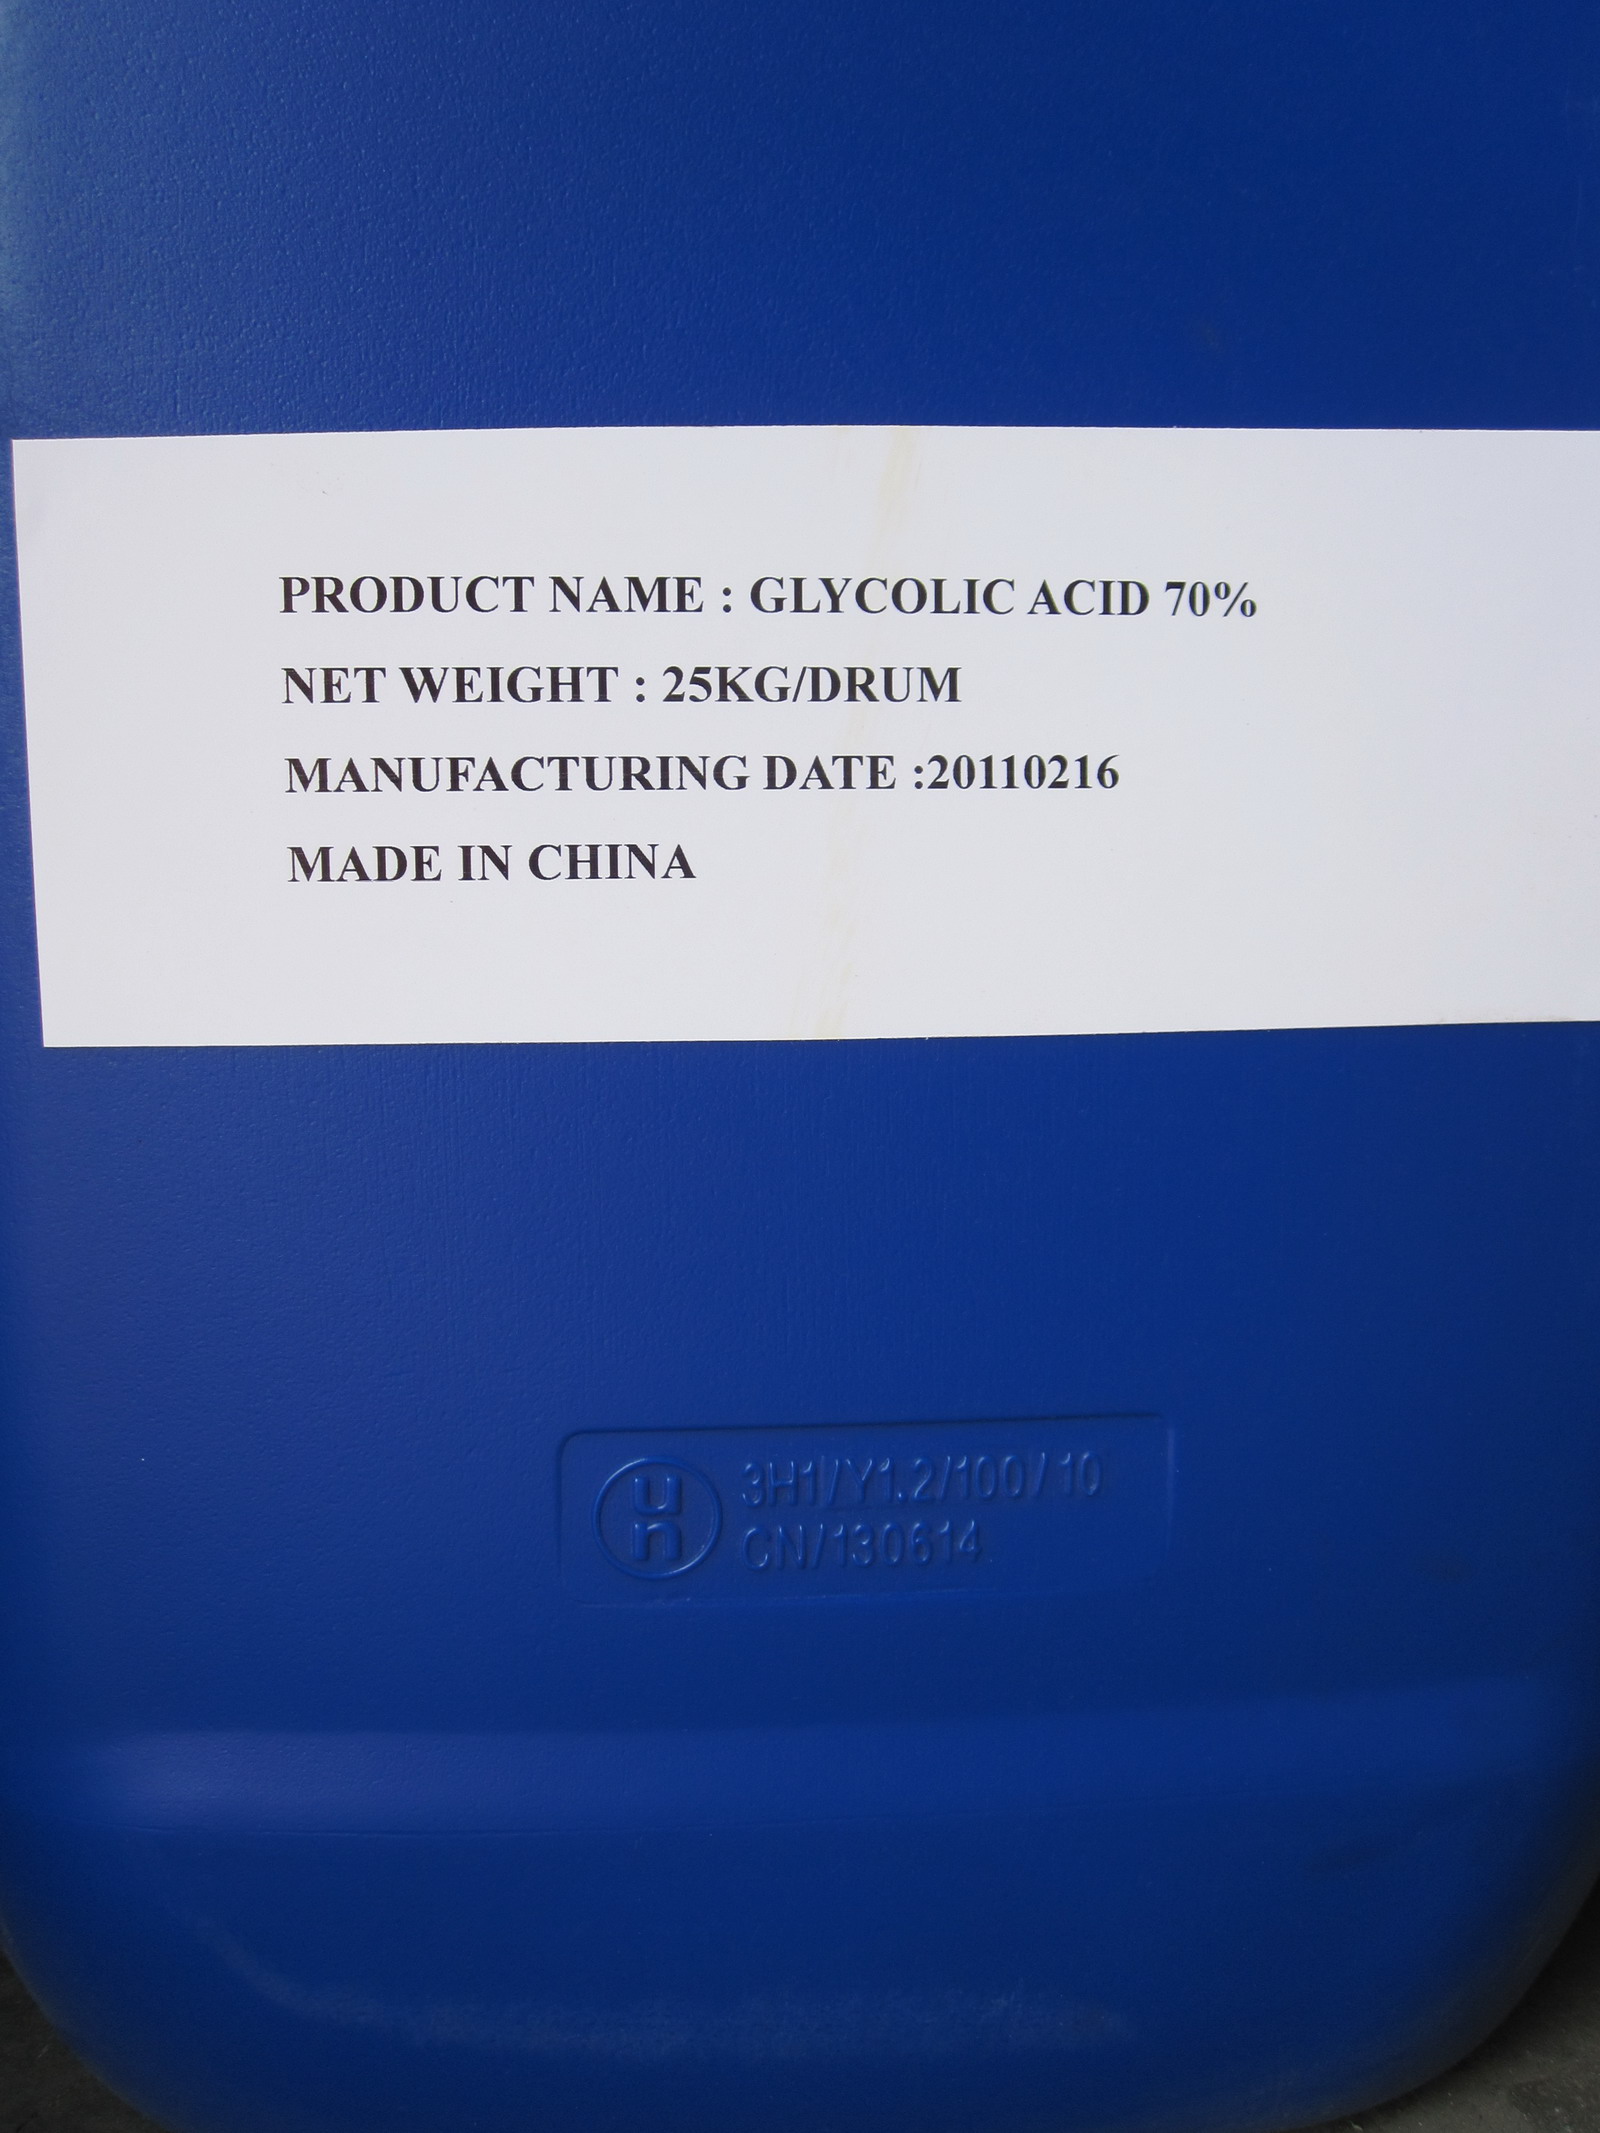 PRODUCT NAME : GLYCOLIC ACID 70%
NET WEIGHT : 25KG/DRUM
MANUFACTURING DATE :20110216
MADE IN CHINA
un 3H1/Y1.2/100/10
CN/130614